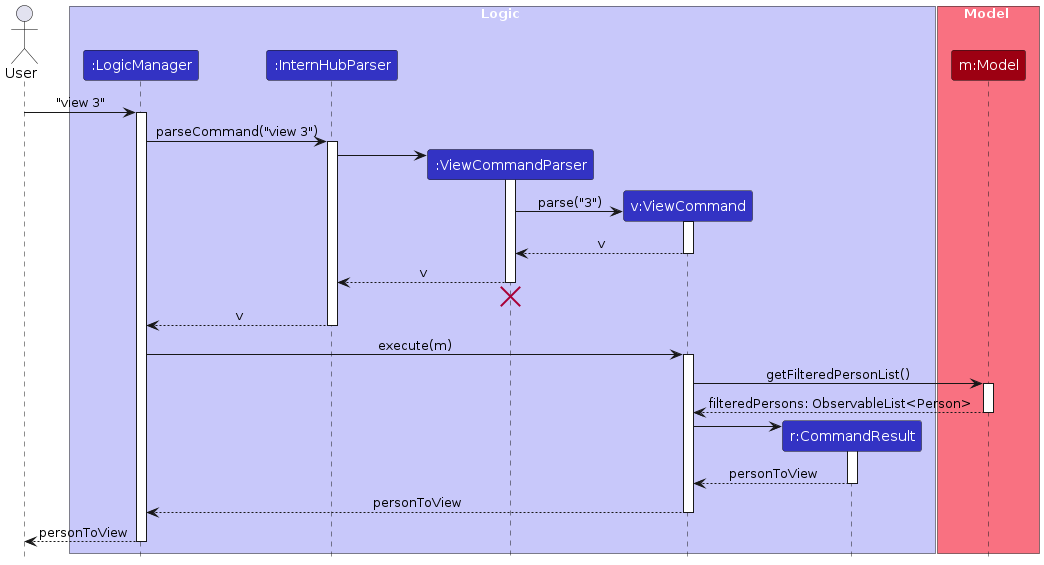 Logic
Model
User
:LogicManager
:InternHubParser
m:Model
"view 3"
parseCommand("view 3")
:ViewCommandParser
parse("3")
v:ViewCommand
v
v
v
execute(m)
getFilteredPersonList()
filteredPersons: ObservableList<Person>
r:CommandResult
personToView
personToView
personToView